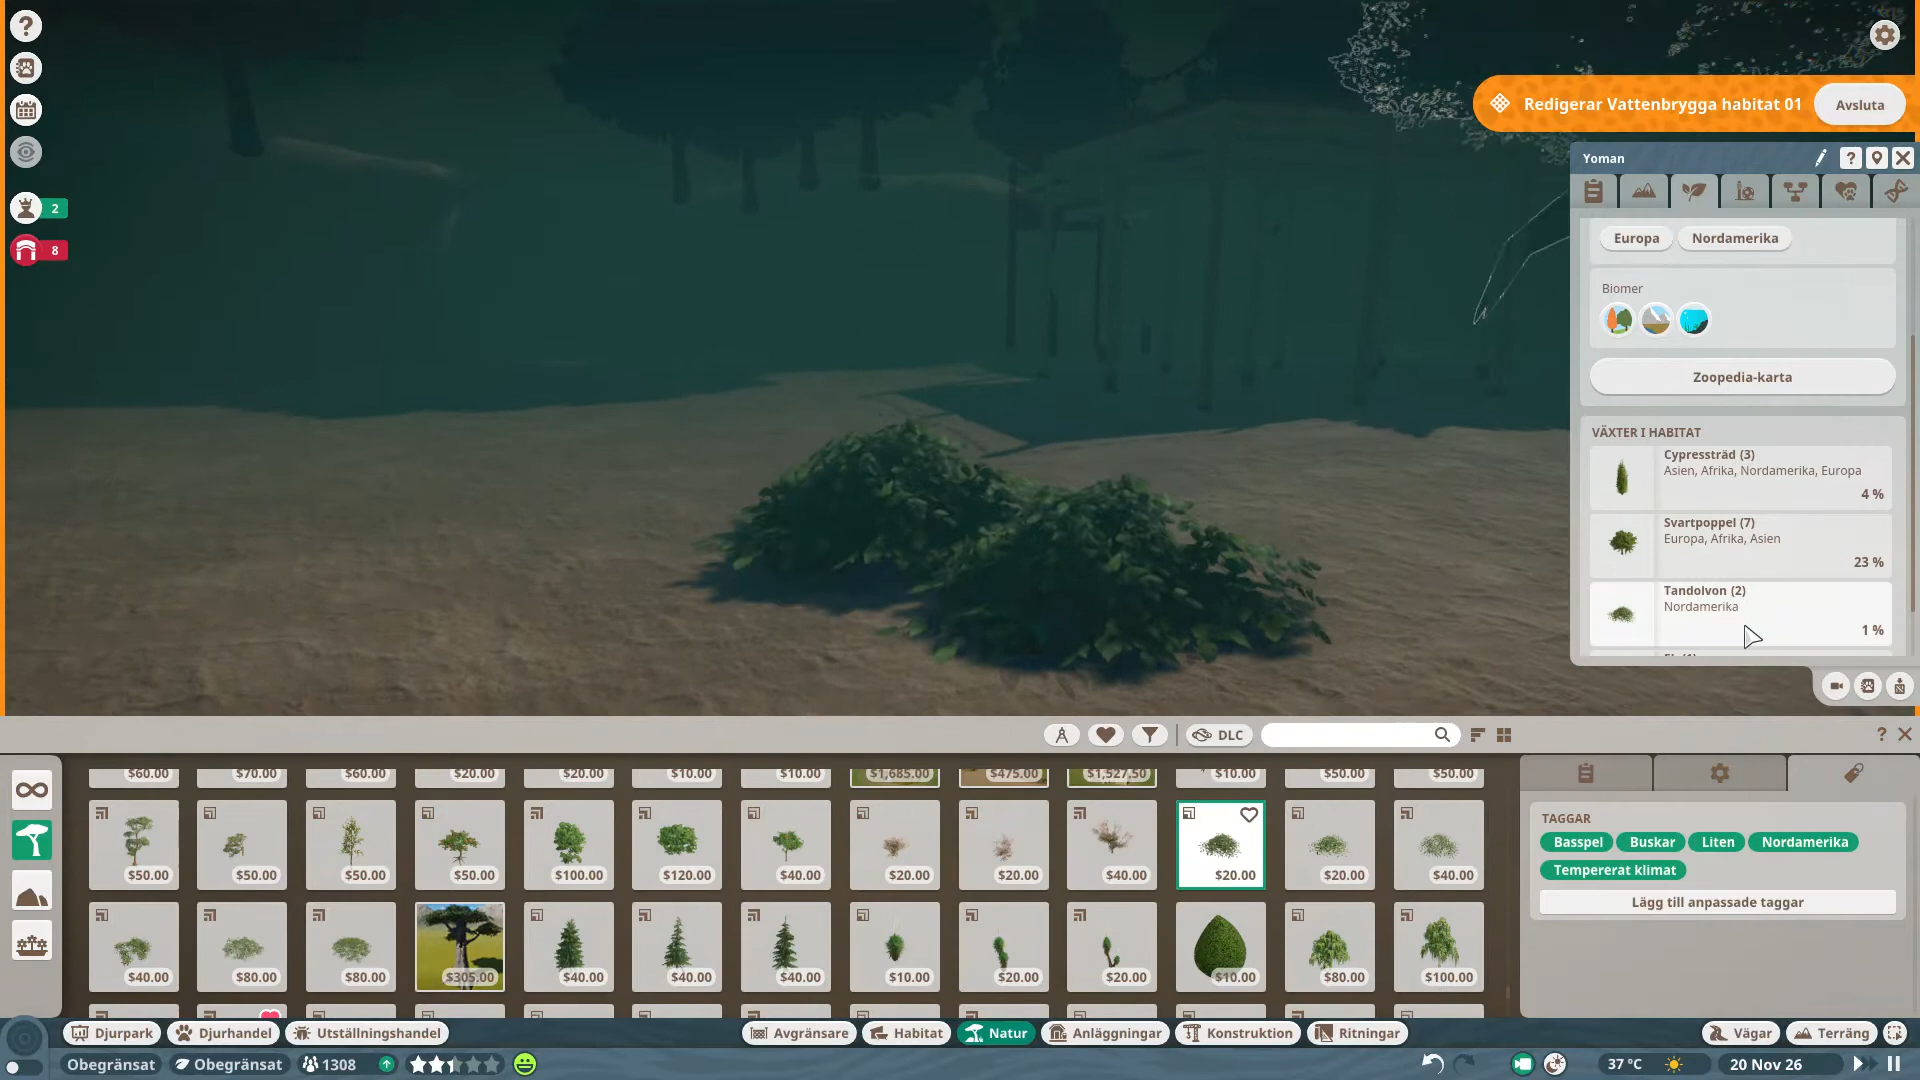 Redigerar Vattenbrygga habitat 01
Avsluta
Yoman
2
8
Europa
Nordamerika
Biomer
Zoopedia-karta
VÄXTER I HABITAT
Cypressträd (3)
Asien, Afrika, Nordamerika, Europa
4 %
Svartpoppel (7)
Europa, Afrika, Asien
23 %
Tandolvon (2)
Nordamerika
1 %
DLC
$60.00
$70.00
$60.00
$20.00
$20.00
$10.00
$10.00
$1,685.00
$475.00
$1,527.50
$10.00
$50.00
$50.00
$50.00
$50.00
$50.00
$50.00
$100.00
$120.00
$40.00
$20.00
$20.00
$40.00
$20.00
$20.00
$40.00
$40.00
$80.00
$80.00
$305.00
$40.00
$40.00
$40.00
$10.00
$20.00
$20.00
$10.00
$80.00
$100.00
TAGGAR
Basspel
Buskar
Liten
Nordamerika
Tempererat klimat
Lägg till anpassade taggar
Djurpark
Djurhandel
Utställningshandel
Avgränsare
Habitat
Natur
Anläggningar
Konstruktion
Ritningar
Vägar
Terräng
Obegränsat
Obegränsat
1308
37 °C
20 Nov 26